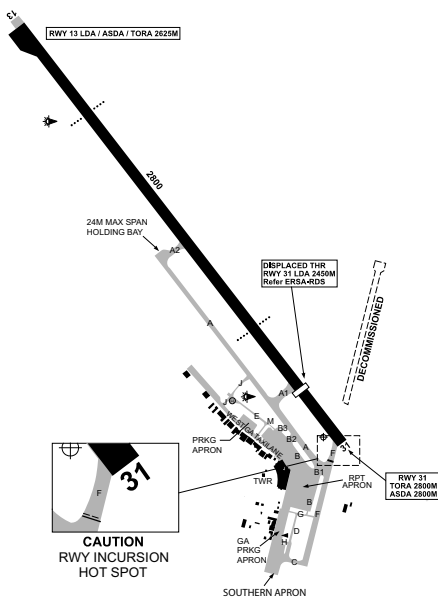 13
RWY 13 LDA / ASDA / TORA 2625M
2800
24M MAX SPAN
HOLDING BAY
A2
DISPLACED THR
RWY 31 LDA 2450M
Refer ERSA-RDS
DECOMMISSIONED
A
J
J
A1
E
M
B3
WEST GA TAXILANE
PRKG
APRON
B2
A
B
F
31
B1
TWR
RPT
APRON
RWY 31
TORA 2800M
ASDA 2800M
B
G
F
D
GA
PRKG
APRON
H
C
SOUTHERN APRON
F
31
CAUTION
RWY INCURSION
HOT SPOT